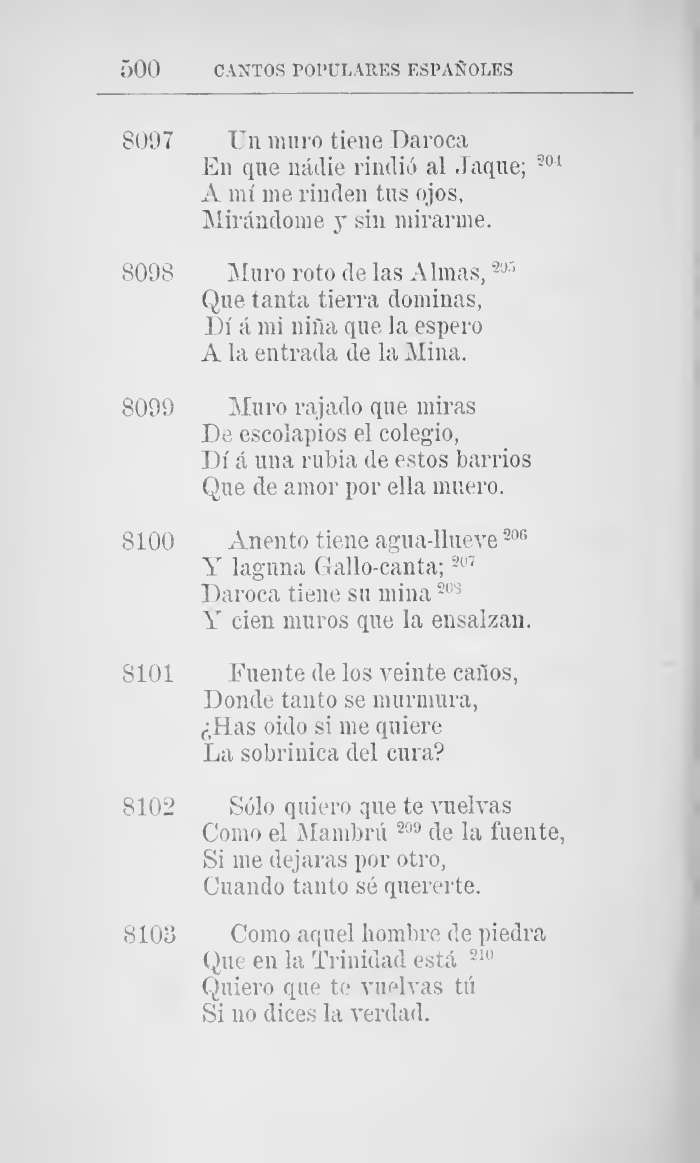 500 CANTOS POPULARES ESPAÑOLES
8097 Un muro tiene Daroca
En que nádie rindió al Jaque; 204
A mí me rinden tus ojos,
Mirándome y sin mirarme.
8098 Muro roto de las Almas, 205
Que tanta tierra dominas,
Dí á mi niña que la espero
A la entrada de la Mina.
8099 Muro rajado que miras
De escolapios el colegio,
Dí á una rubia de estos barrios
Que de amor por ella muero.
8100 Anento tiene agua-llueve 206
Y laguna Gallo-canta; 207
Daroca tiene su mina 208
Y cien muros que la ensalzan.
8101 Fuente de los veinte caños,
Donde tanto se murmura,
¿Has oido si me quiere
La sobrinica del cura?
8102 Sólo quiero que te vuelvas
Como el Mambrú 209 de la fuente,
Si me dejaras por otro,
Cuando tanto sé quererte.
8103 Como aquel hombre de piedra
Que en la Trinidad está 210
Quiero que te vuelvas tú
Si no dices la verdad.